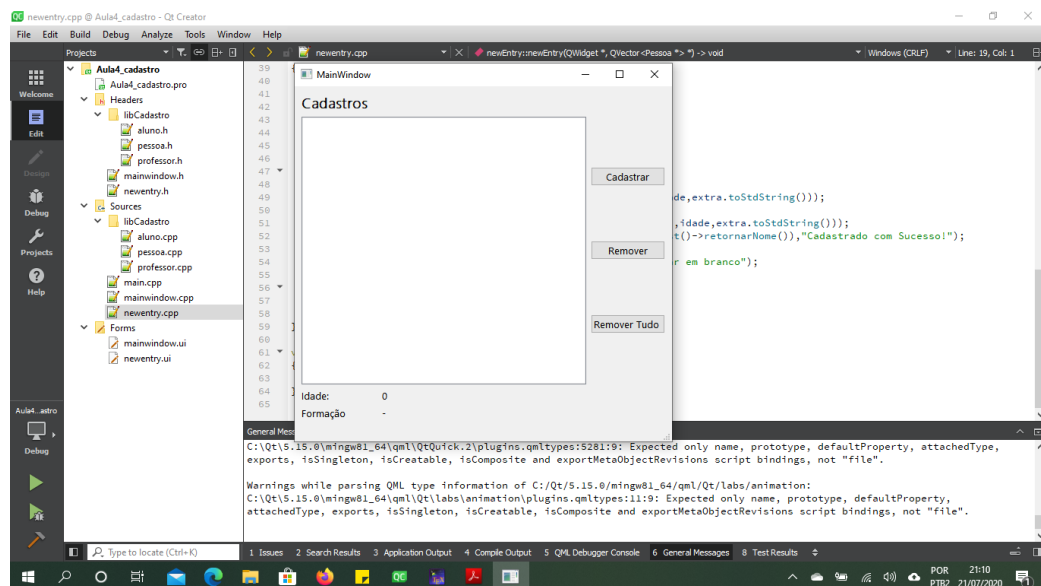 newentry.cpp @ Aula4_cadastro - Qt Creator
File Edit Build Debug Analyze Tools Window Help
Projects
newentry.cpp
newEntry::newEntry(QWidget *, QVector<Pessoa *> *) -> void
Windows (CRLF)
Line: 19, Col: 1
Welcome
Edit
Design
Debug
Projects
Help
Aula4_cadastro
Aula4_cadastro.pro
Headers
libCadastro
aluno.h
pessoa.h
professor.h
mainwindow.h
newentry.h
Sources
libCadastro
aluno.cpp
pessoa.cpp
professor.cpp
main.cpp
mainwindow.cpp
newentry.cpp
Forms
mainwindow.ui
newentry.ui
39
40
41
42
43
44
45
46
47
48
49
50
51
52
53
54
55
56
57
58
59
60
61
62
63
64
65
MainWindow
Cadastros
Cadastrar
Remover
Remover Tudo
Idade: 0
Formação -
de,extra.toStdString()));
,idade,extra.toStdString()));
t()->retornarNome()),"Cadastrado com Sucesso!");
r em branco");
Aula4...astro
Debug
General Mess
C:\Qt\5.15.0\mingw81_64\qml\QtQuick.2\plugins.qmltypes:5281:9: Expected only name, prototype, defaultProperty, attachedType,
exports, isSingleton, isCreatable, isComposite and exportMetaObjectRevisions script bindings, not "file".
Warnings while parsing QML type information of C:/Qt/5.15.0/mingw81_64/qml/Qt/labs/animation:
C:\Qt\5.15.0\mingw81_64\qml\Qt\labs\animation\plugins.qmltypes:11:9: Expected only name, prototype, defaultProperty,
attachedType, exports, isSingleton, isCreatable, isComposite and exportMetaObjectRevisions script bindings, not "file".
Type to locate (Ctrl+K)
1 Issues 2 Search Results 3 Application Output 4 Compile Output 5 QML Debugger Console 6 General Messages 8 Test Results
POR 21:10
PTB2 21/07/2020